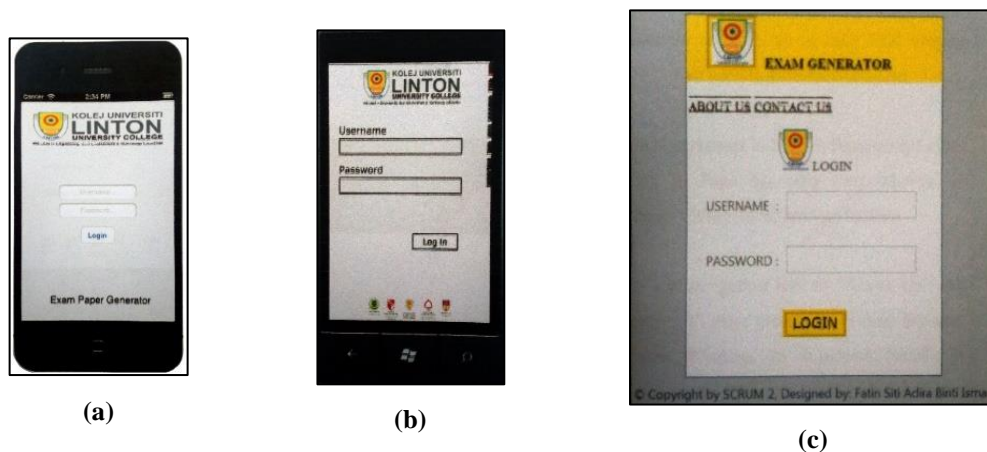 Carrier 2:34 PM
KOLEJ UNIVERSITI
LINTON
UNIVERSITY COLLEGE
Username
Password
Login
Exam Paper Generator
(a)
KOLEJ UNIVERSITI
LINTON
UNIVERSITY COLLEGE
Username
Password
Log In
(b)
EXAM GENERATOR
ABOUT US CONTACT US
LOGIN
USERNAME :
PASSWORD :
LOGIN
© Copyright by SCRUM 2, Designed by: Fatin Siti Adira Binti Isma
(c)